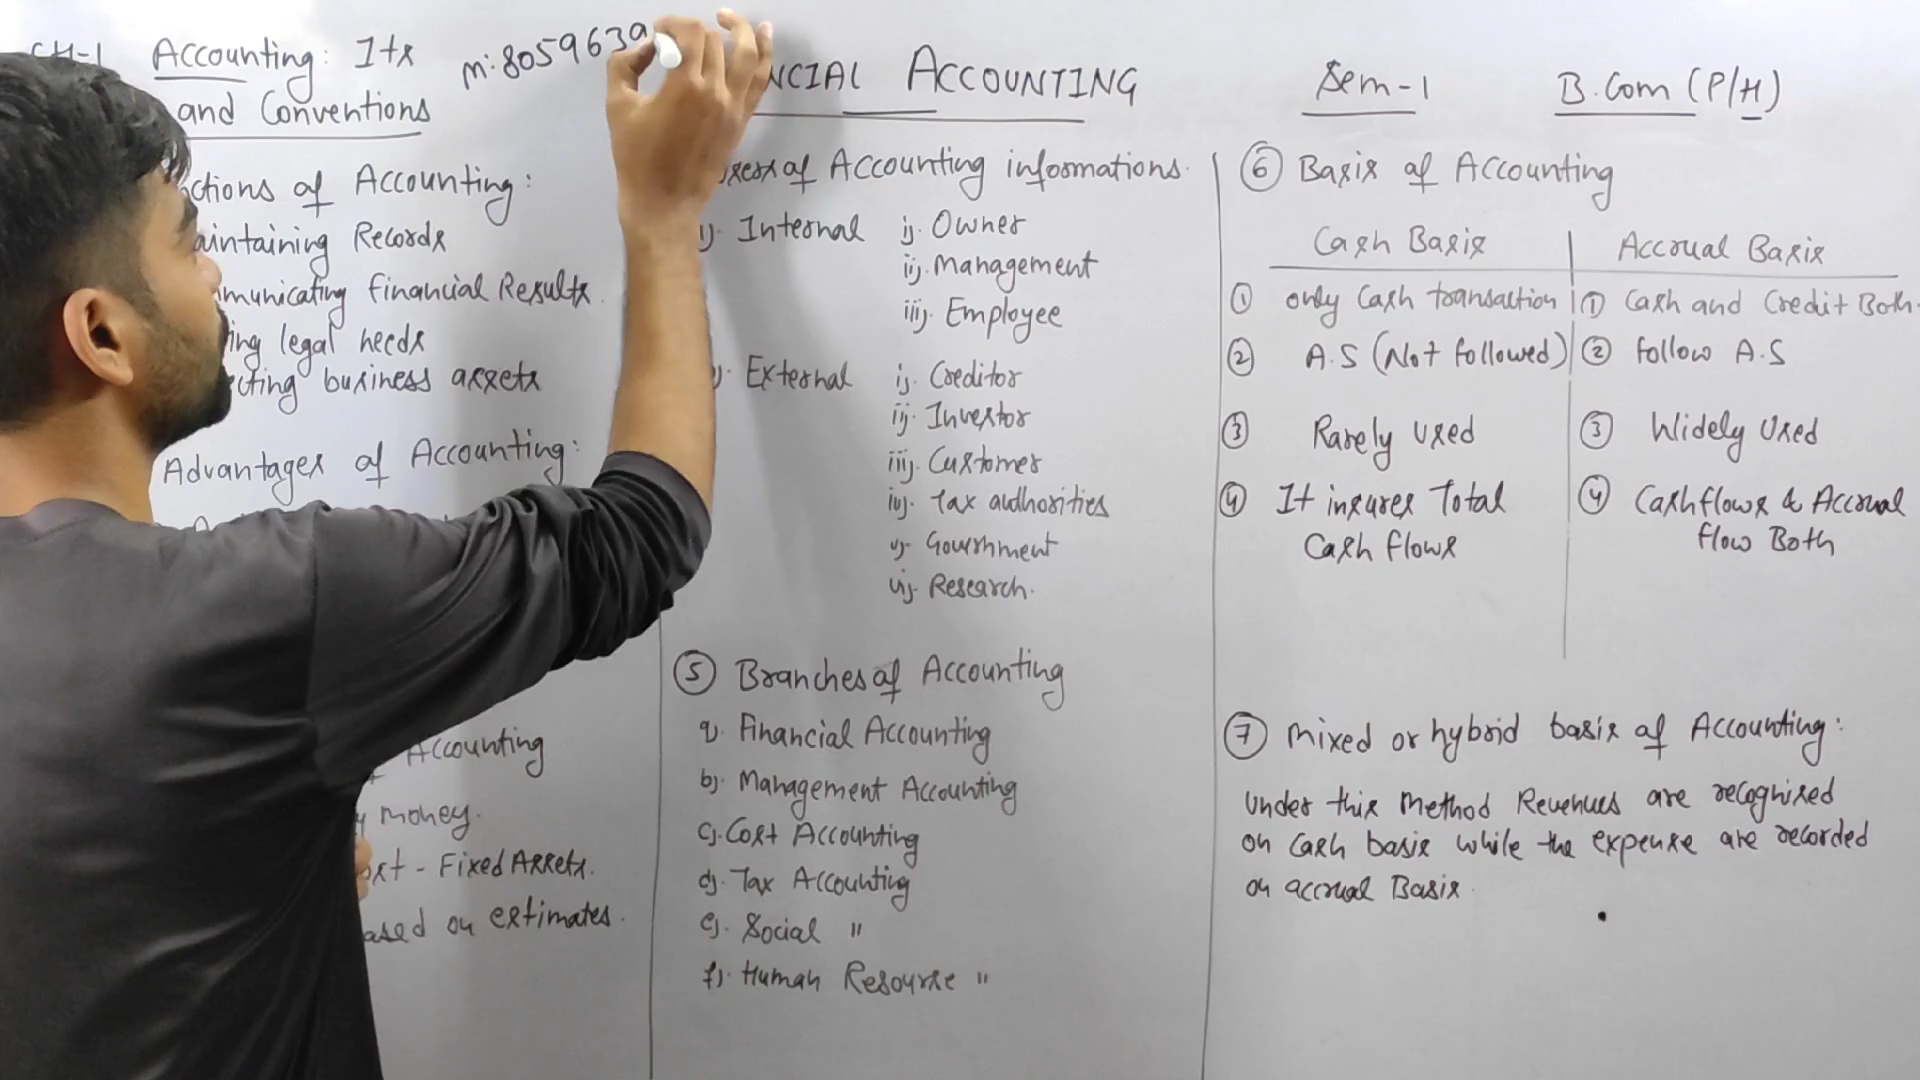 CH-1 Accounting: Its
and Conventions
m:- 8059639
NCIAL ACCOUNTING
Sem-1
B.Com (P/H)
ctions of Accounting:
aintaining Records
mmunicating financial Results.
ing legal needs
ecting business assets
Advantages of Accounting:
Accounting
money.
ost - Fixed Assets.
ased on estimates.
users of Accounting informations.
Internal i). Owner
ii). Management
iii). Employee
External i). Creditor
ii). Investor
iii). Customer
iv). Tax authorities
v). Government
vi). Research.
⑤ Branches of Accounting
a). Financial Accounting
b). Management Accounting
c). Cost Accounting
d). Tax Accounting
e). Social "
f). Human Resourse "
⑥ Basis of Accounting
Cash Basis | Accrual Basis
① only Cash transaction | ① Cash and Credit Both.
② A.S (Not followed) | ② follow A.S
③ Rarely Used ③ Widely Used
④ It insures Total ④ Cashflows & Accrual
Cash flows flow Both
⑦ Mixed or hybrid basis of Accounting:
Under this Method Revenues are recognised
on Cash basis while the expense are recorded
on accrual Basis.